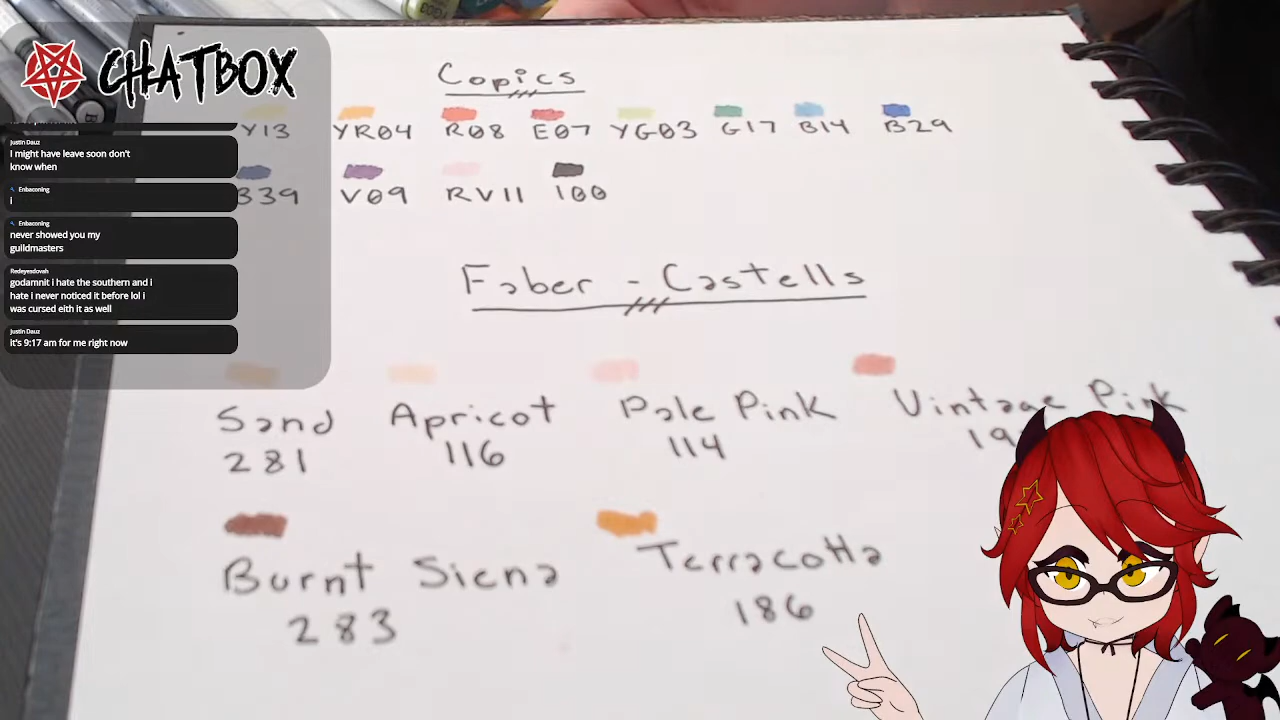 CHATBOX
Justin Dauz
I might have leave soon don't
know when
Enbaconing
i
Enbaconing
never showed you my
guildmasters
Redeyesdovah
godamnit i hate the southern and i
hate i never noticed it before lol i
was cursed eith it as well
Justin Dauz
it's 9:17 am for me right now
Copics
Y13 YR04 R08 E07 YG03 G17 B14 B29
B39 V09 RV11 100
Faber - Castells
Sand Apricot Pale Pink Vintage Pink
281 116 114 19
Burnt Siena Terracotta
283 186